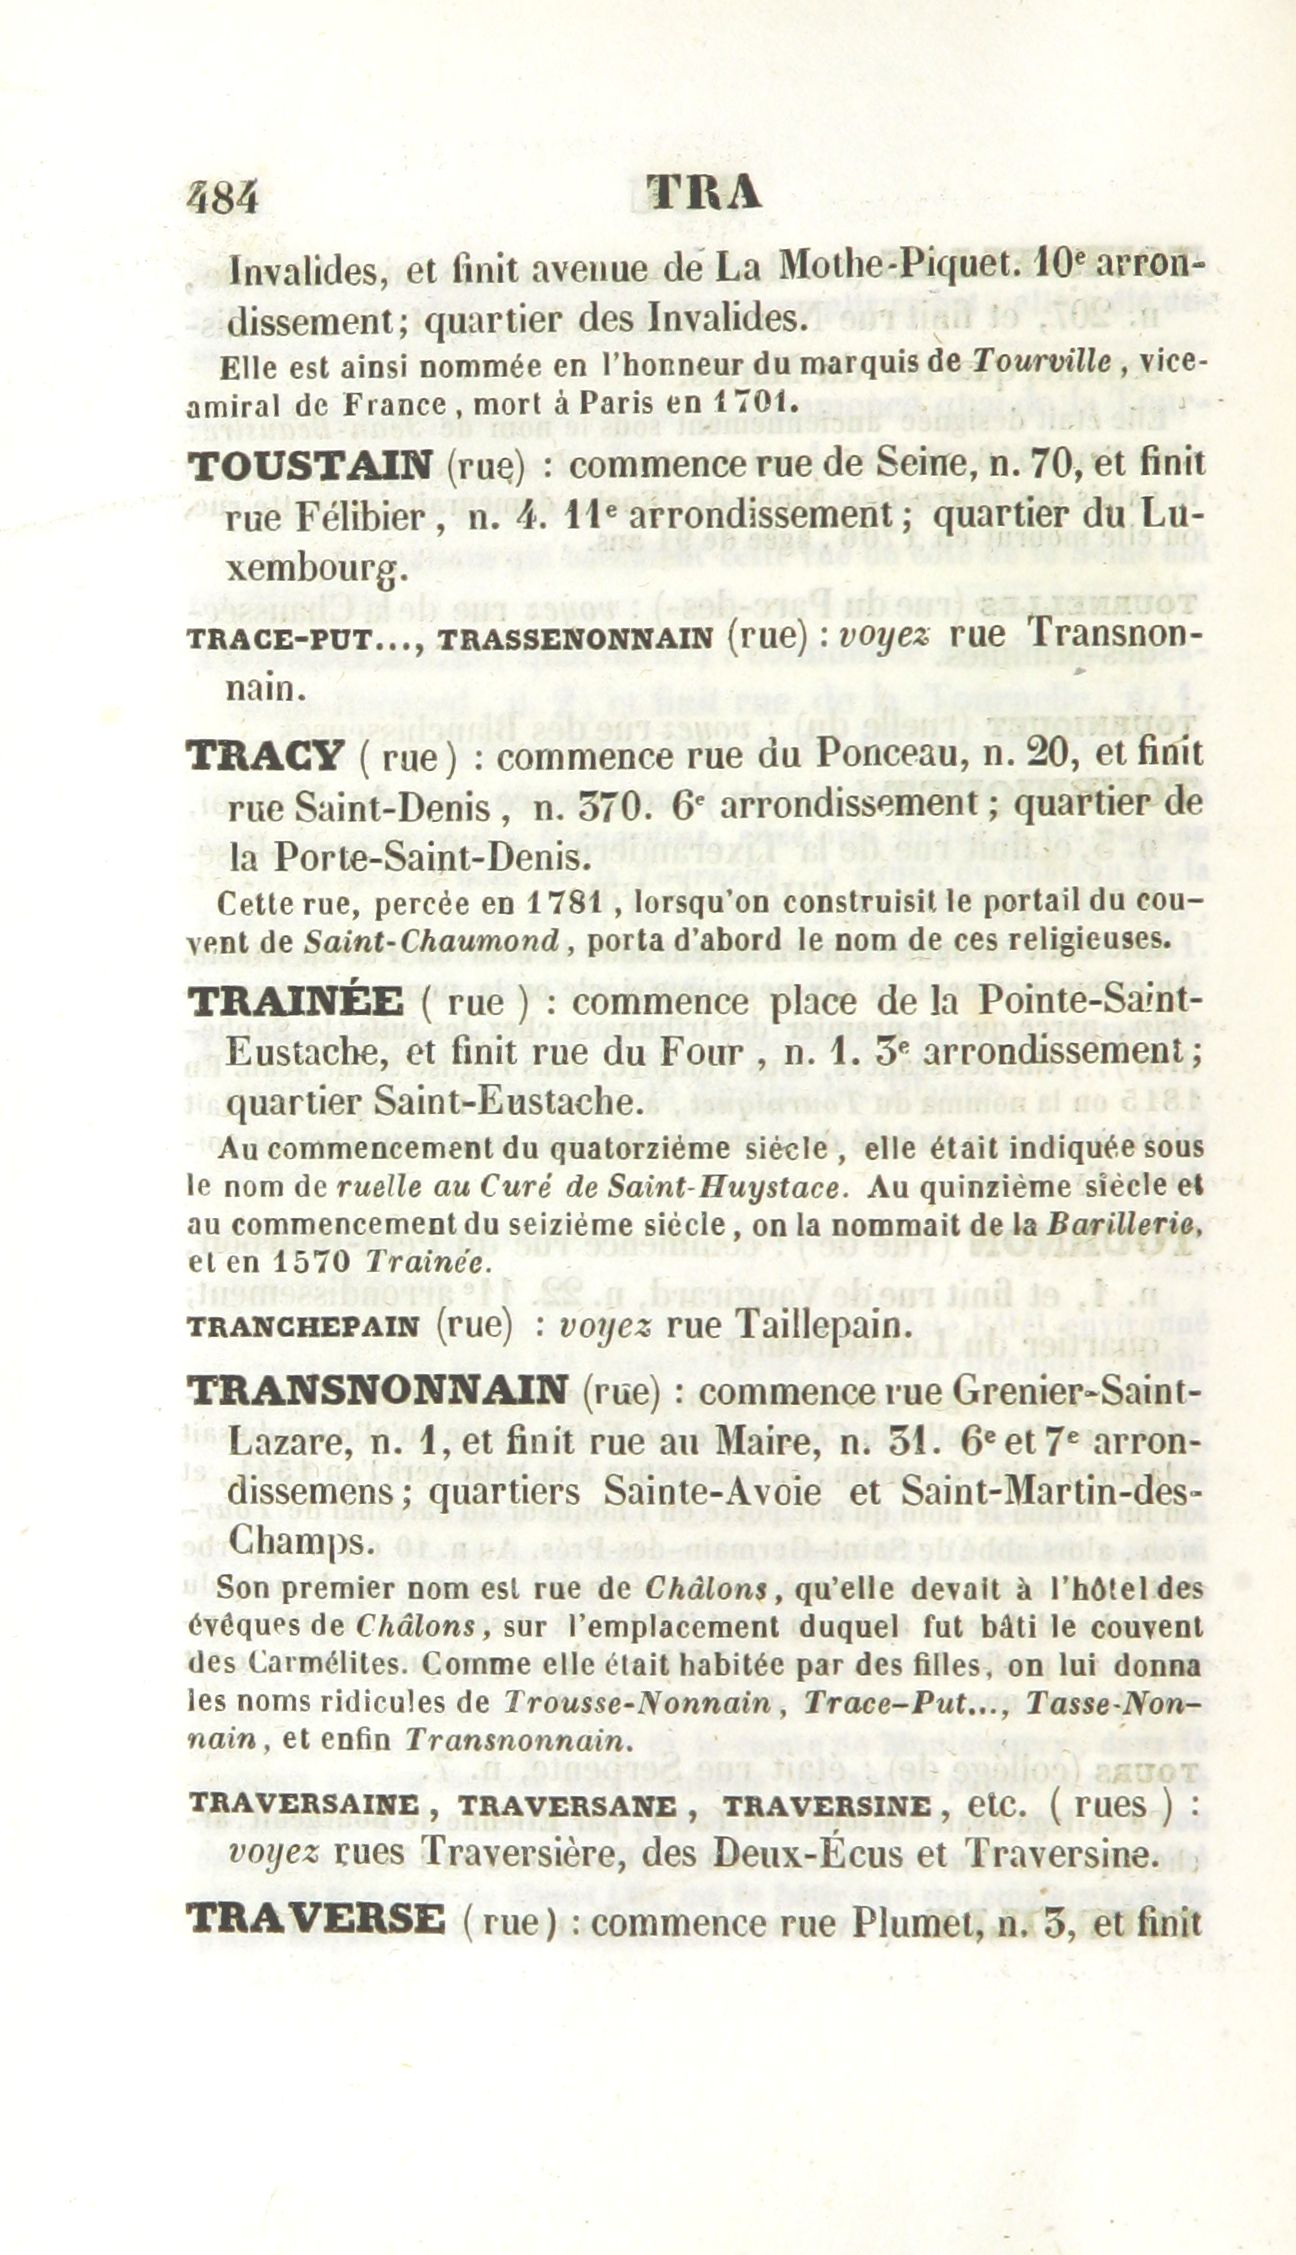 484 TRA
Invalides, et finit avenue de La Mothe-Piquet. 10e arron-
dissement; quartier des Invalides.
Elle est ainsi nommée en l'honneur du marquis de Tourville, vice-
amiral de France, mort à Paris en 1701.
TOUSTAIN (rue) : commence rue de Seine, n. 70, et finit
rue Félibier, n. 4. 11e arrondissement; quartier du Lu-
xembourg.
TRACE-PUT..., TRASSENONNAIN (rue) : voyez rue Transnon-
nain.
TRACY (rue) : commence rue du Ponceau, n. 20, et finit
rue Saint-Denis, n. 370. 6e arrondissement; quartier de
la Porte-Saint-Denis.
Cette rue, percée en 1781, lorsqu'on construisit le portail du cou-
vent de Saint-Chaumond, porta d'abord le nom de ces religieuses.
TRAINÉE (rue) : commence place de la Pointe-Saint-
Eustache, et finit rue du Four, n. 1. 3e arrondissement;
quartier Saint-Eustache.
Au commencement du quatorzième siècle, elle était indiquée sous
le nom de ruelle au Curé de Saint-Huystace. Au quinzième siècle et
au commencement du seizième siècle, on la nommait de la Barillerie,
et en 1570 Trainée.
TRANCHEPAIN (rue) : voyez rue Taillepain.
TRANSNONNAIN (rue) : commence rue Grenier-Saint-
Lazare, n. 1, et finit rue au Maire, n. 31. 6e et 7e arron-
dissemens; quartiers Sainte-Avoie et Saint-Martin-des-
Champs.
Son premier nom est rue de Châlons, qu'elle devait à l'hôtel des
évêques de Châlons, sur l'emplacement duquel fut bâti le couvent
des Carmélites. Comme elle était habitée par des filles, on lui donna
les noms ridicules de Trousse-Nonnain, Trace-Put..., Tasse-Non-
nain, et enfin Transnonnain.
TRAVERSAINE, TRAVERSANE, TRAVERSINE, etc. (rues) :
voyez rues Traversière, des Deux-Écus et Traversine.
TRAVERSE (rue) : commence rue Plumet, n. 3, et finit